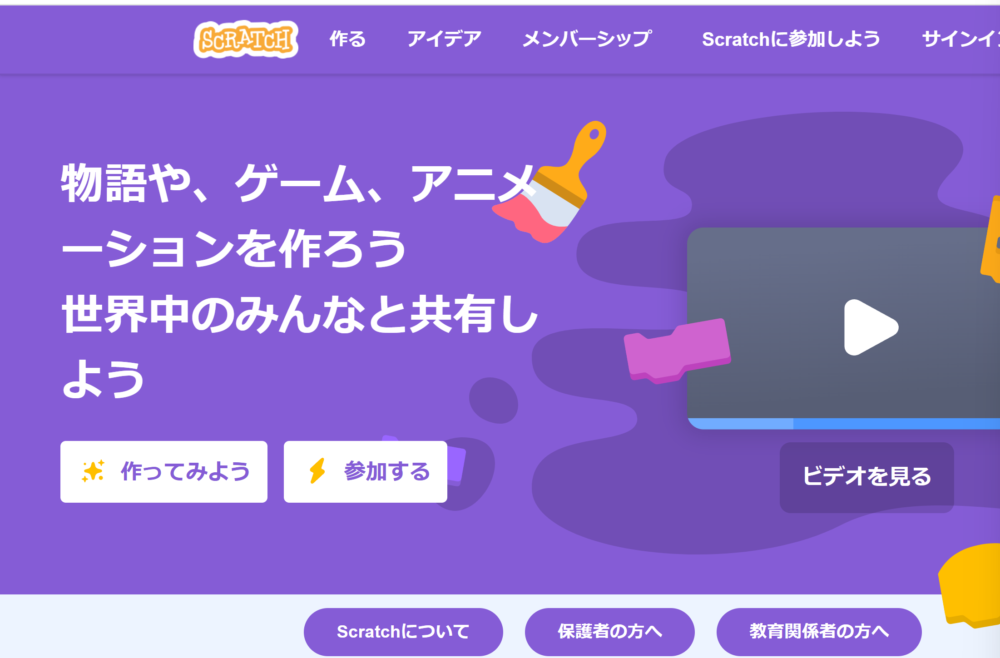 SCRATCH 作る アイデア メンバーシップ Scratchに参加しよう サインイ
物語や、ゲーム、アニメ
ーションを作ろう
世界中のみんなと共有し
よう
作ってみよう 参加する
ビデオを見る
Scratchについて 保護者の方へ 教育関係者の方へ